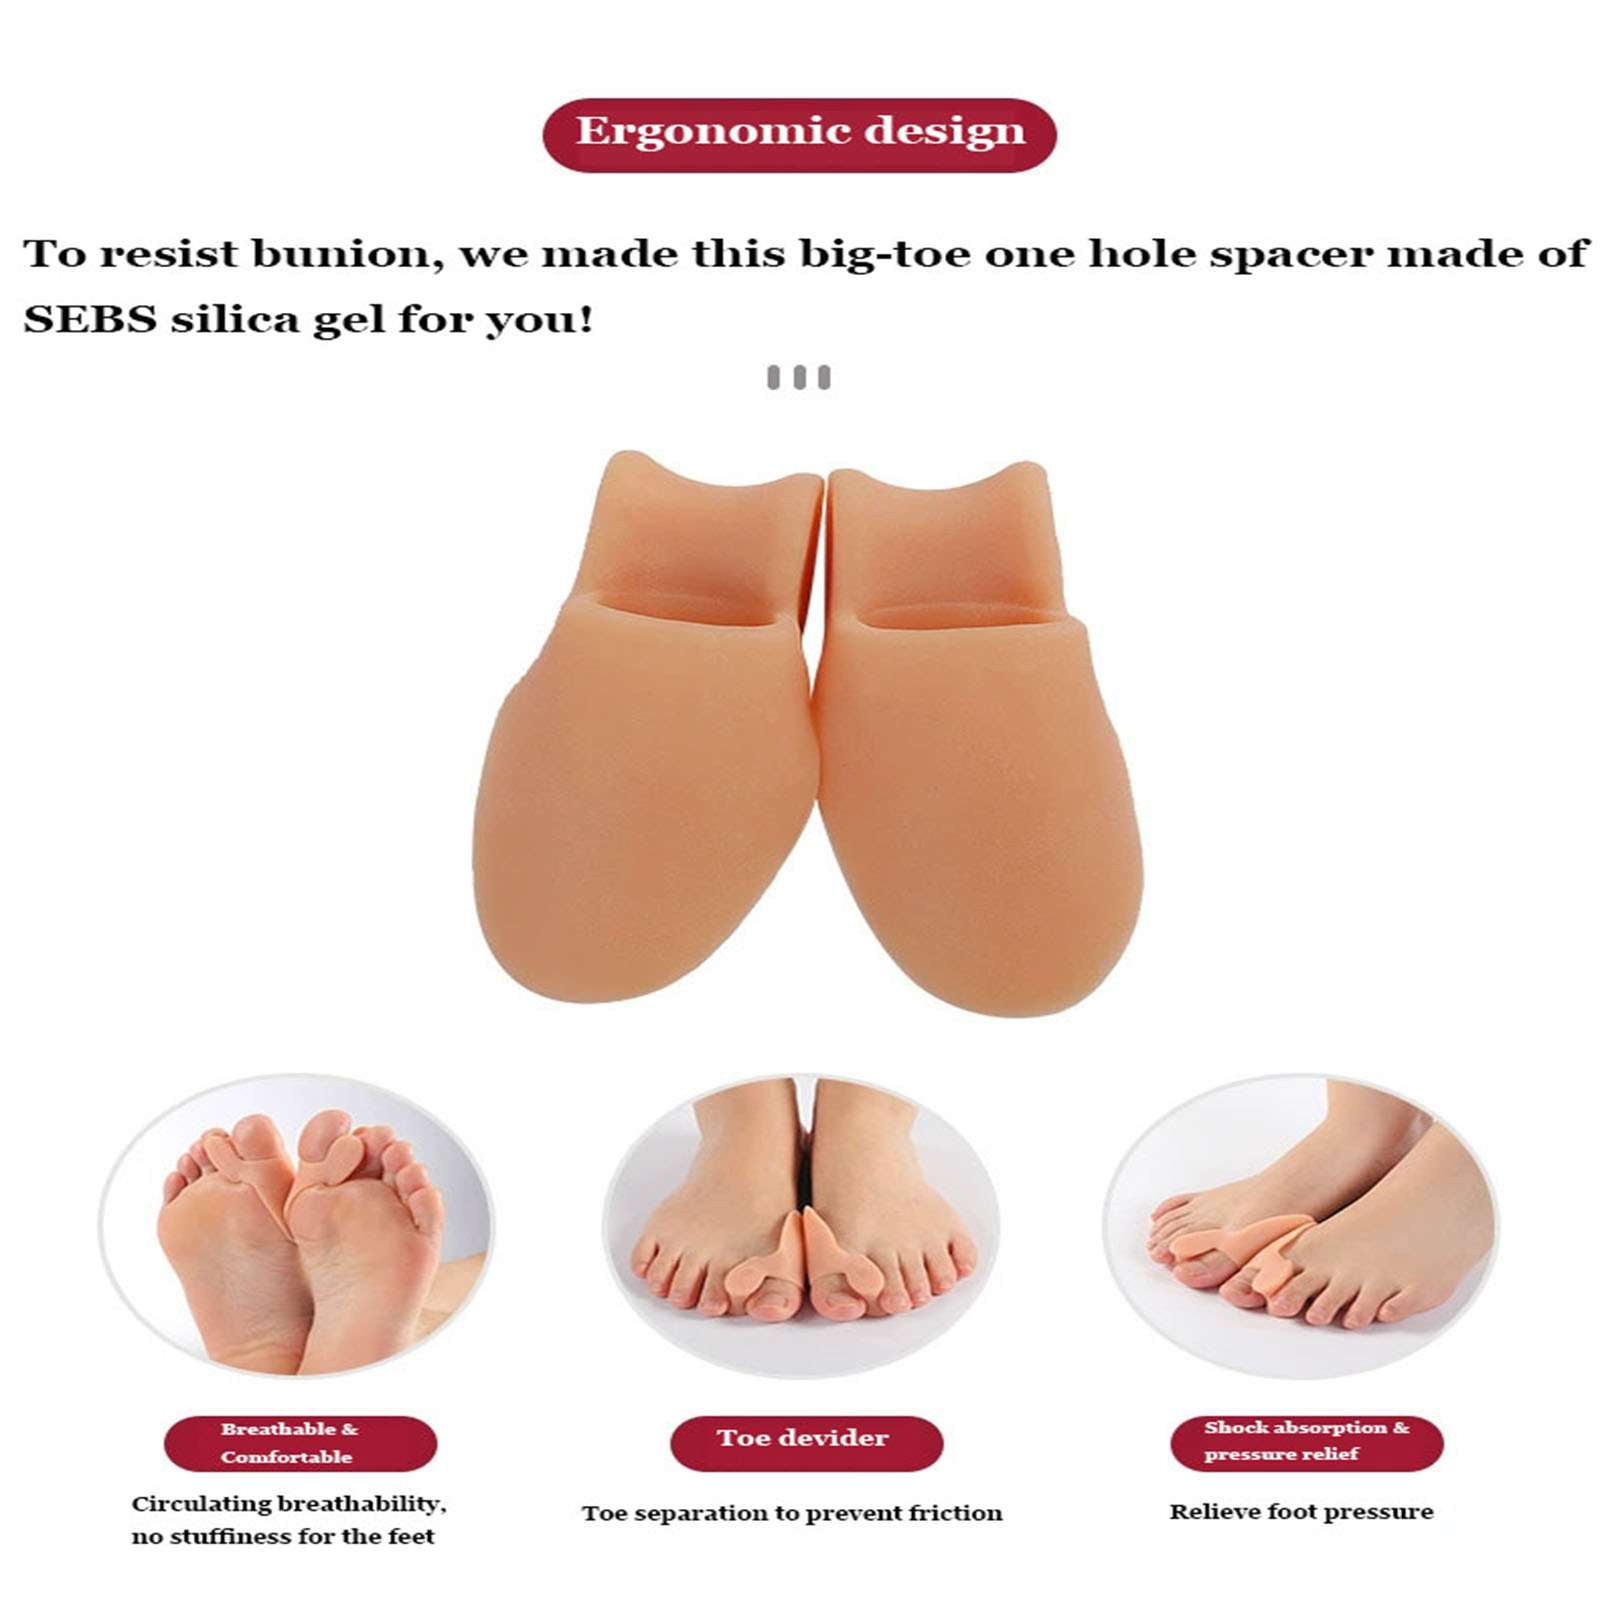 Ergonomic design
To resist bunion, we made this big-toe one hole spacer made of
SEBS silica gel for you!
Breathable &
Comfortable
Circulating breathability,
no stuffiness for the feet
Toe devider
Toe separation to prevent friction
Shock absorption &
pressure relief
Relieve foot pressure